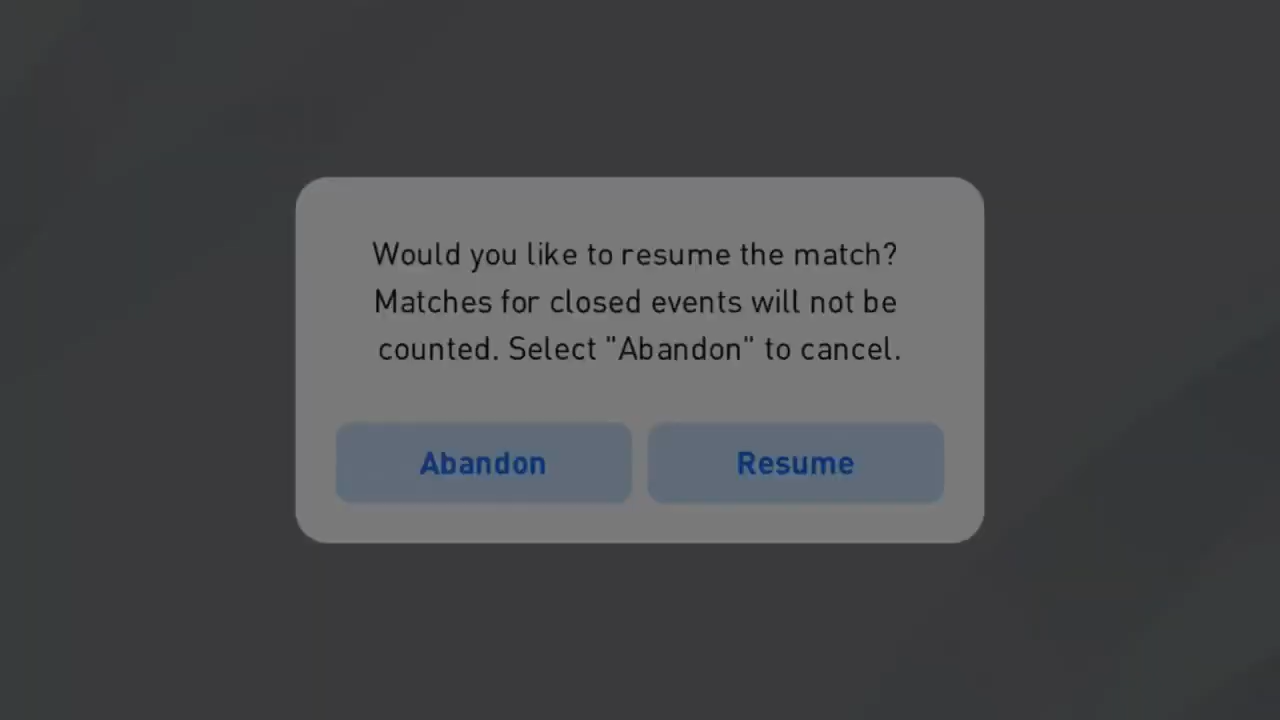 Would you like to resume the match?
Matches for closed events will not be
counted. Select "Abandon" to cancel.
Abandon
Resume